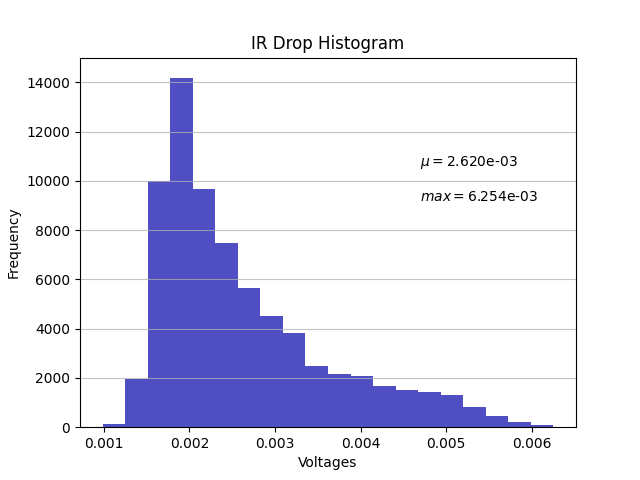 IR Drop Histogram
14000
12000
10000
8000
6000
4000
2000
0
Frequency
μ = 2.620e-03
max = 6.254e-03
0.001 0.002 0.003 0.004 0.005 0.006
Voltages